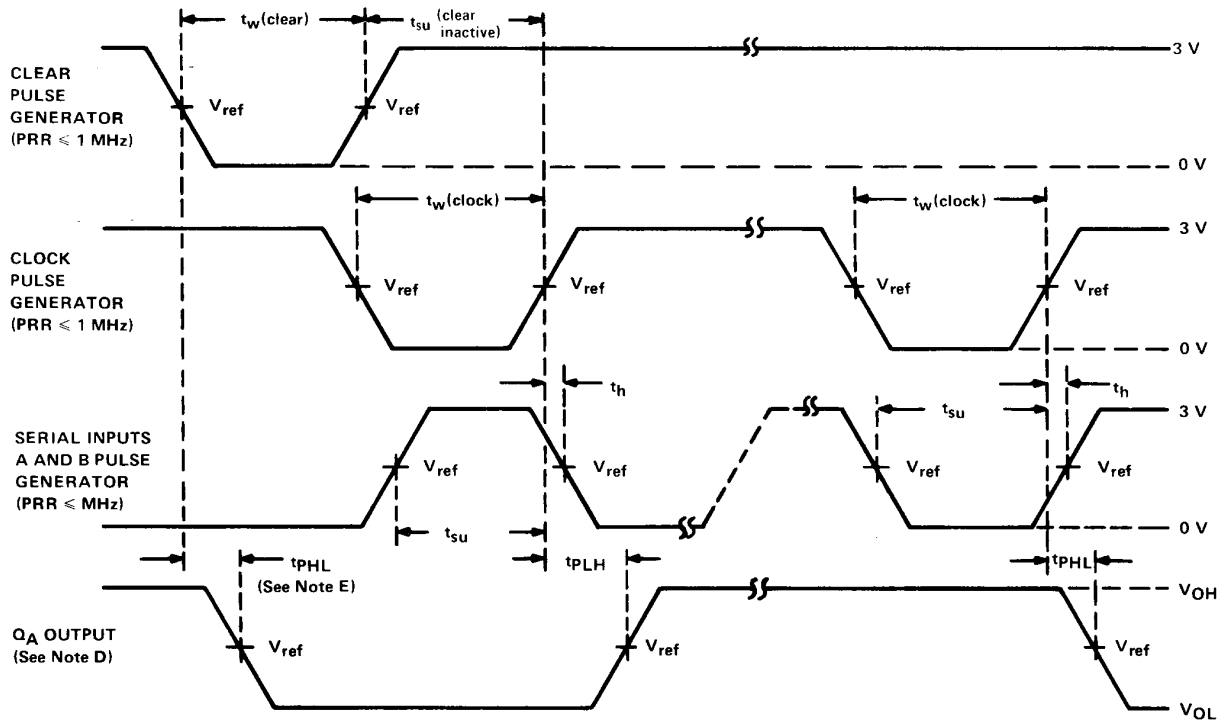 tw(clear)
tsu (clear inactive)
CLEAR
PULSE
GENERATOR
(PRR ⩽ 1 MHz)
Vref
Vref
3 V
0 V
tw(clock)
tw(clock)
CLOCK
PULSE
GENERATOR
(PRR ⩽ 1 MHz)
Vref
Vref
Vref
Vref
3 V
0 V
th
tsu
th
SERIAL INPUTS
A AND B PULSE
GENERATOR
(PRR ⩽ MHz)
Vref
Vref
Vref
Vref
3 V
0 V
tsu
tPHL
(See Note E)
tPLH
tPHL
QA OUTPUT
(See Note D)
Vref
Vref
Vref
VOH
VOL